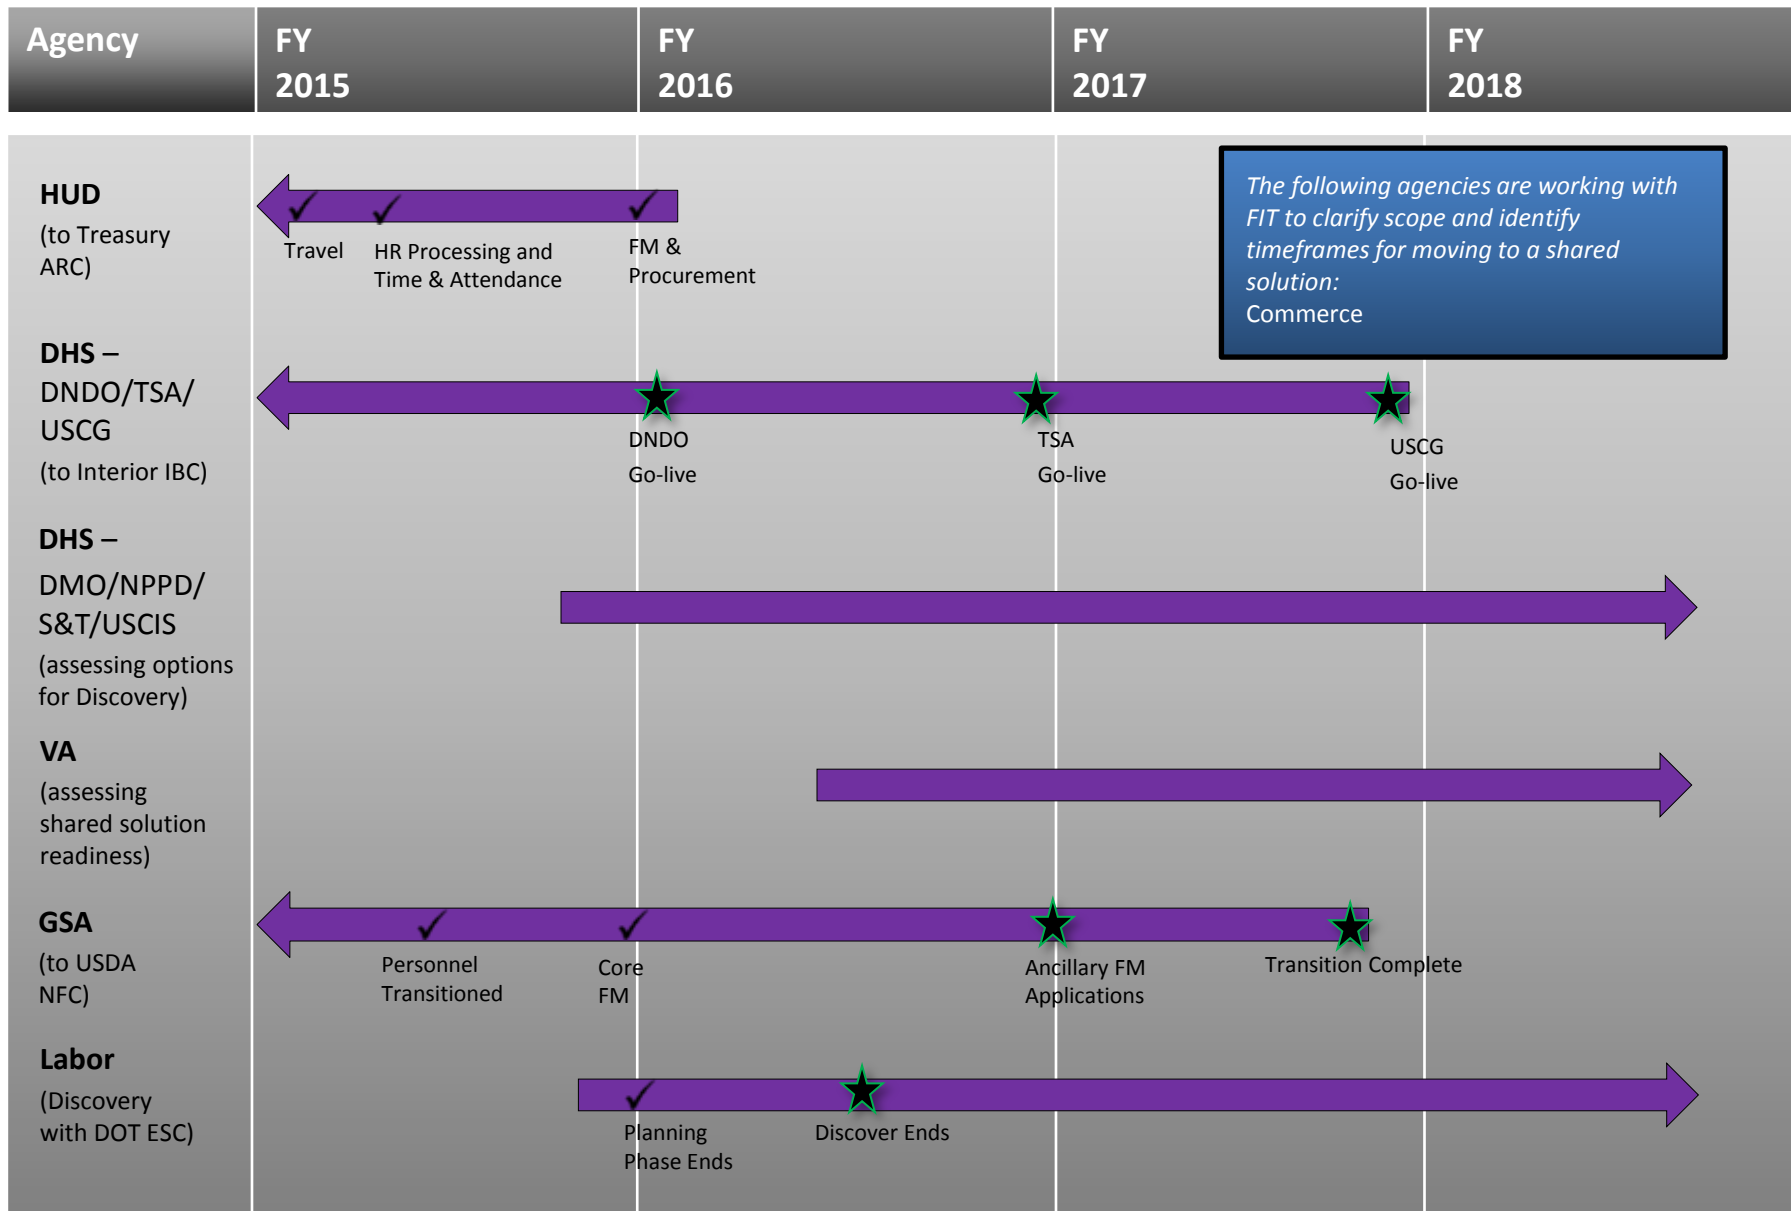 Agency
FY
2015
FY
2016
FY
2017
FY
2018
The following agencies are working with
FIT to clarify scope and identify
timeframes for moving to a shared
solution:
Commerce
HUD
(to Treasury
ARC)
Travel
HR Processing and
Time & Attendance
FM &
Procurement
DHS –
DNDO/TSA/
USCG
(to Interior IBC)
DNDO
Go-live
TSA
Go-live
USCG
Go-live
DHS –
DMO/NPPD/
S&T/USCIS
(assessing options
for Discovery)
VA
(assessing
shared solution
readiness)
GSA
(to USDA
NFC)
Personnel
Transitioned
Core
FM
Ancillary FM
Applications
Transition Complete
Labor
(Discovery
with DOT ESC)
Planning
Phase Ends
Discover Ends